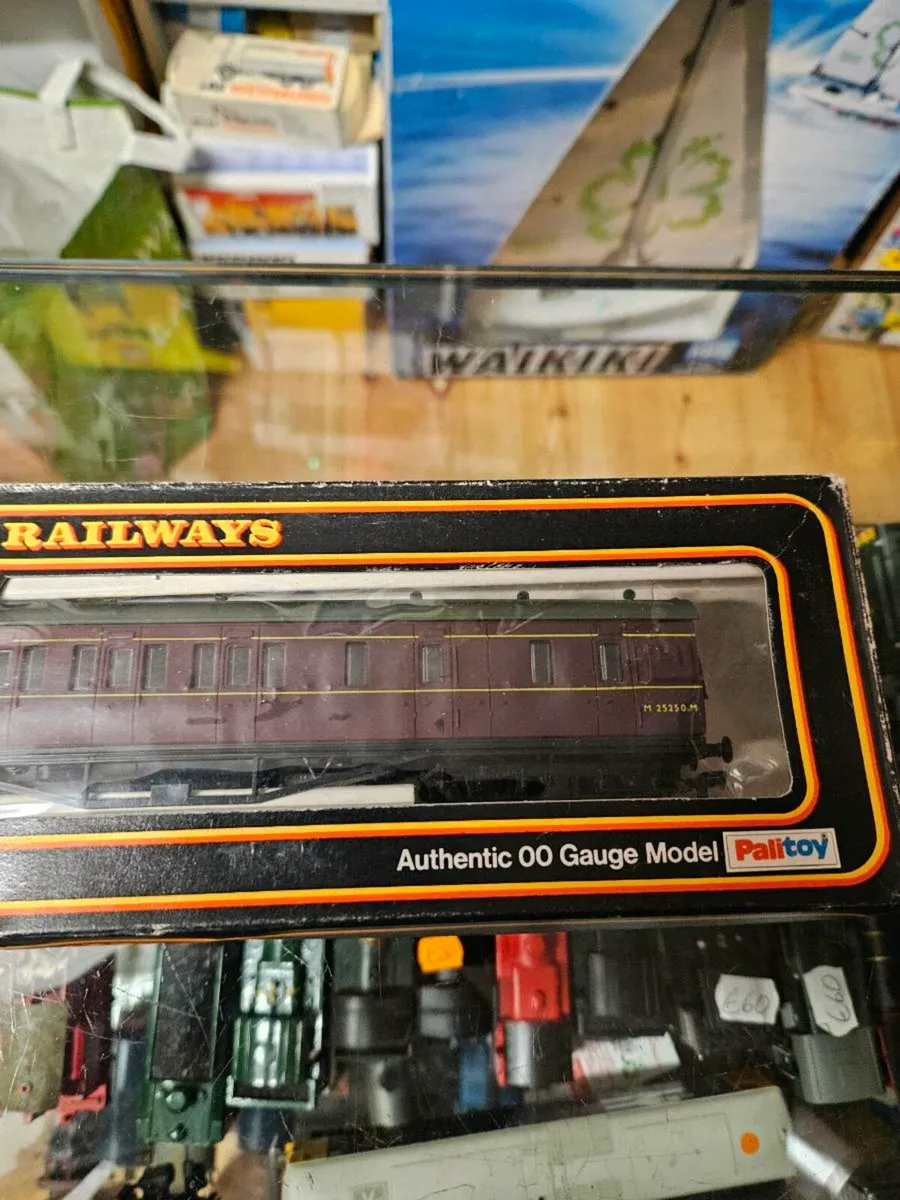 WAIKIKI
RAILWAYS
M 25250.M
Authentic 00 Gauge Model Palitoy
£60
£60